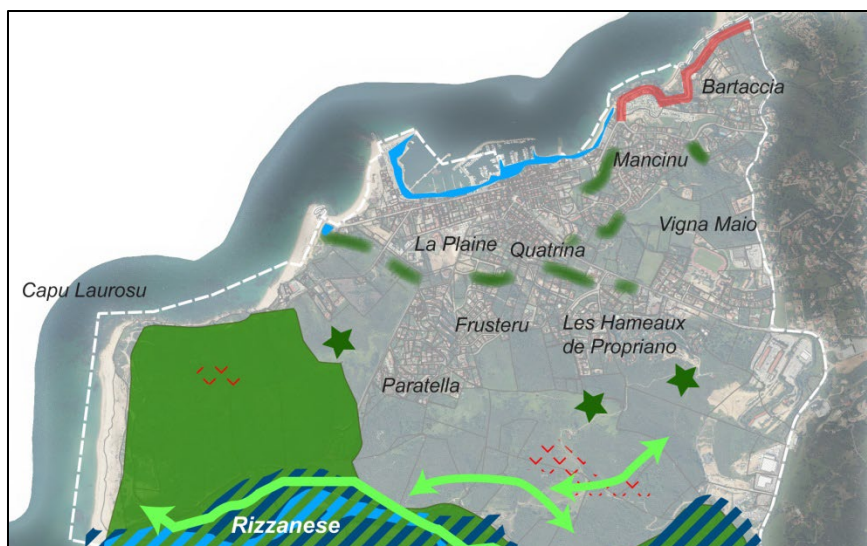 Bartaccia
Mancinu
Vigna Maio
La Plaine
Quatrina
Capu Laurosu
Frusteru
Les Hameaux
de Propriano
Paratella
Rizzanese